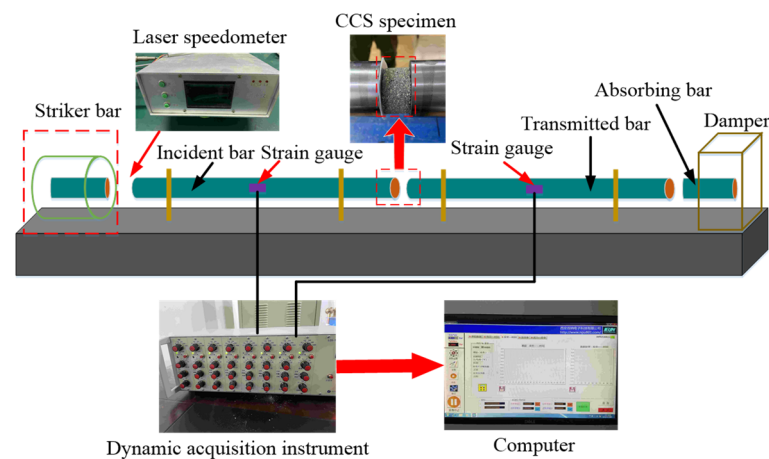 CCS specimen
Laser speedometer
Absorbing bar
Striker bar
Damper
Transmitted bar
Incident bar
Strain gauge
Strain gauge
Dynamic acquisition instrument
Computer